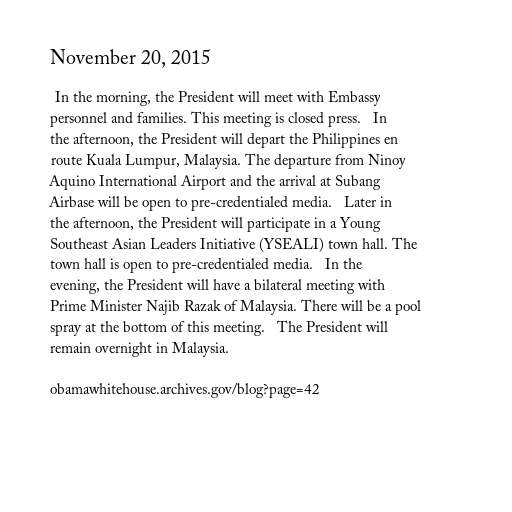 November 20, 2015
In the morning, the President will meet with Embassy
personnel and families. This meeting is closed press. In
the afternoon, the President will depart the Philippines en
route Kuala Lumpur, Malaysia. The departure from Ninoy
Aquino International Airport and the arrival at Subang
Airbase will be open to pre-credentialed media. Later in
the afternoon, the President will participate in a Young
Southeast Asian Leaders Initiative (YSEALI) town hall. The
town hall is open to pre-credentialed media. In the
evening, the President will have a bilateral meeting with
Prime Minister Najib Razak of Malaysia. There will be a pool
spray at the bottom of this meeting. The President will
remain overnight in Malaysia.
obamawhitehouse.archives.gov/blog?page=42